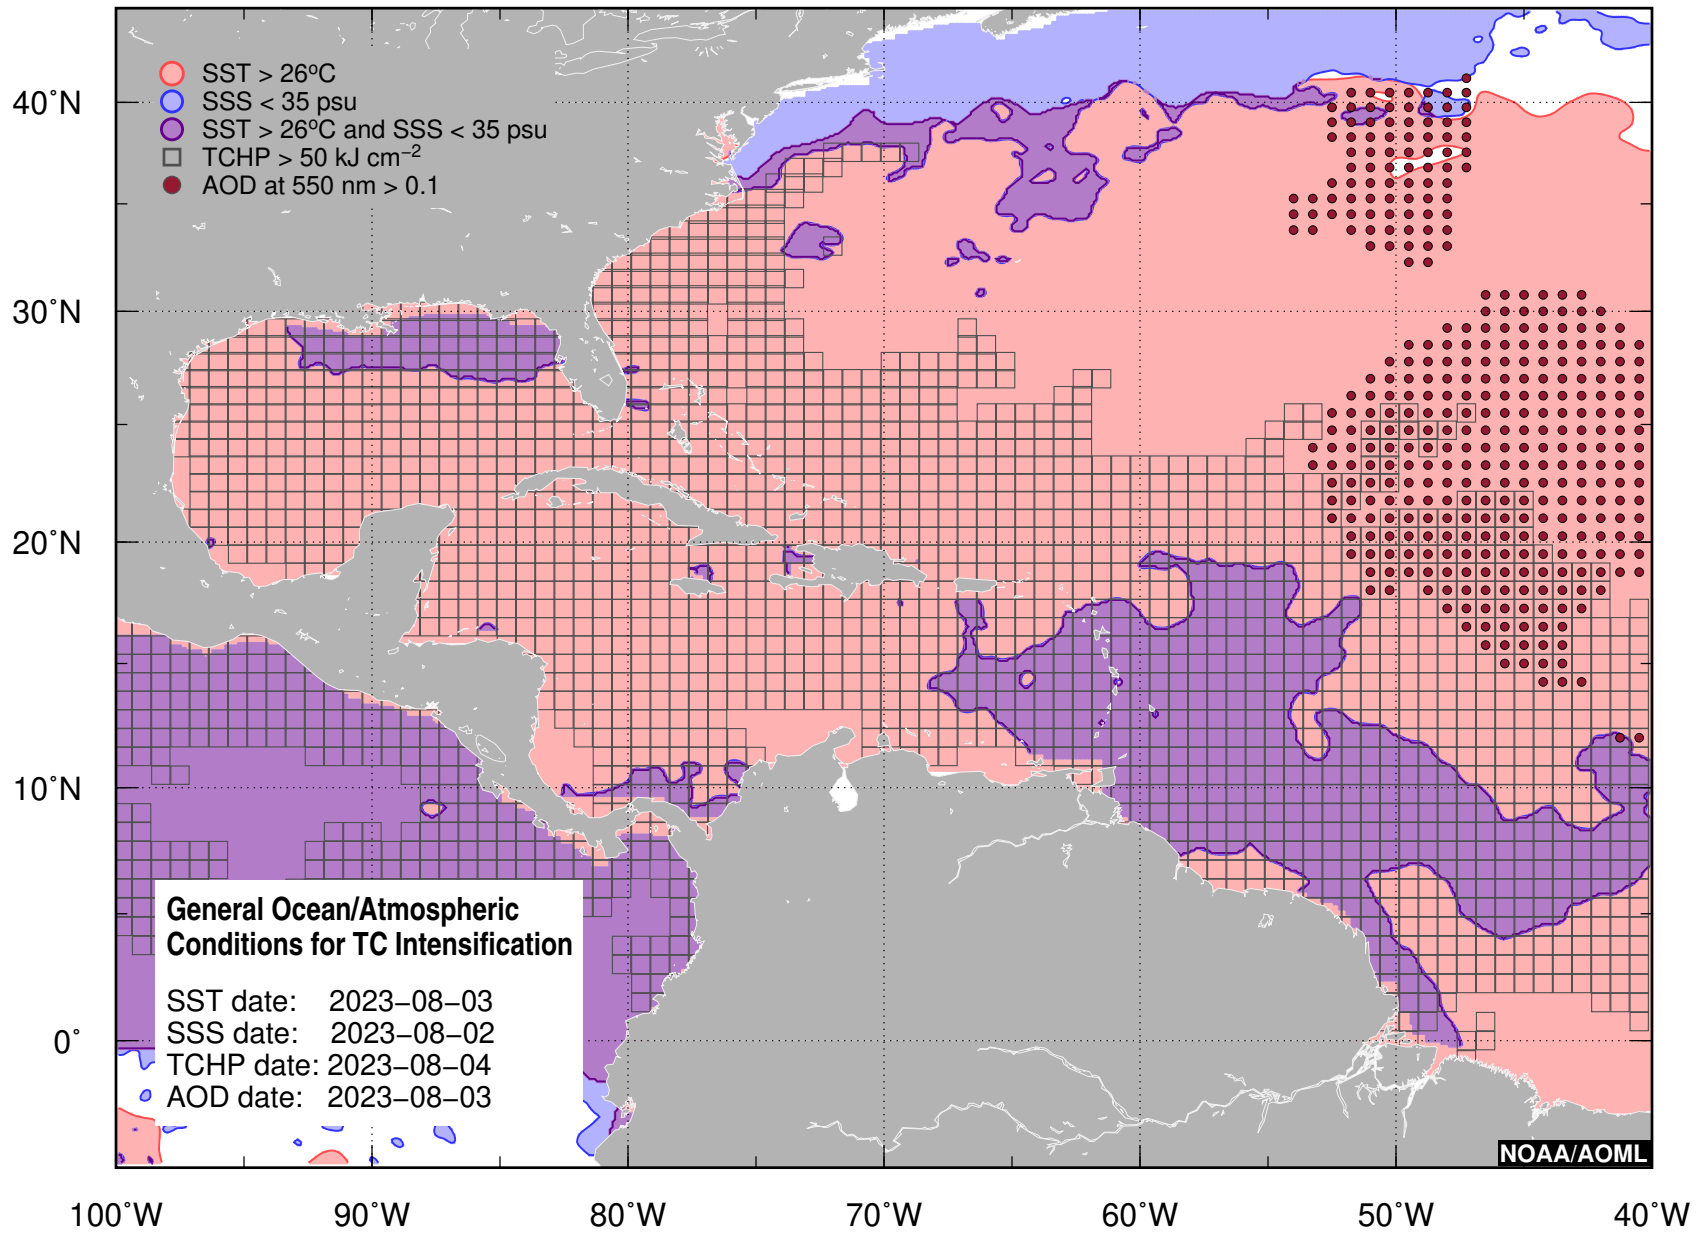 SST > 26°C
SSS < 35 psu
SST > 26°C and SSS < 35 psu
TCHP > 50 kJ cm⁻²
AOD at 550 nm > 0.1
40°N
30°N
20°N
10°N
0°
General Ocean/Atmospheric
Conditions for TC Intensification
SST date: 2023−08−03
SSS date: 2023−08−02
TCHP date: 2023−08−04
AOD date: 2023−08−03
NOAA/AOML
100°W 90°W 80°W 70°W 60°W 50°W 40°W